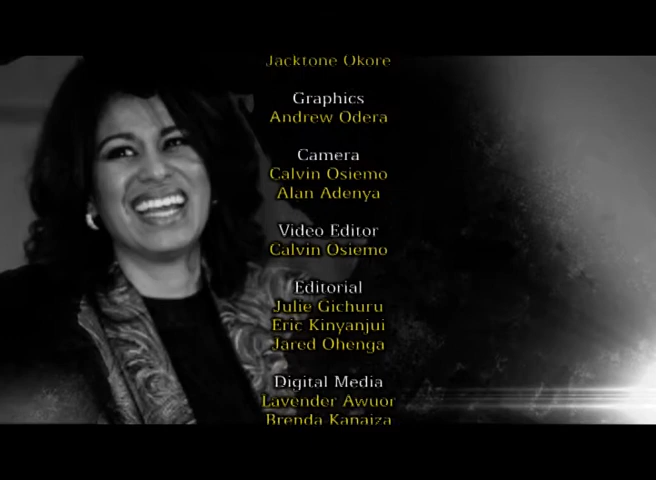 Jacktone Okore
Graphics
Andrew Odera
Camera
Calvin Osiemo
Alan Adenya
Video Editor
Calvin Osiemo
Editorial
Julie Gichuru
Eric Kinyanjui
Jared Ohenga
Digital Media
Lavender Awuor
Brenda Kanaiza